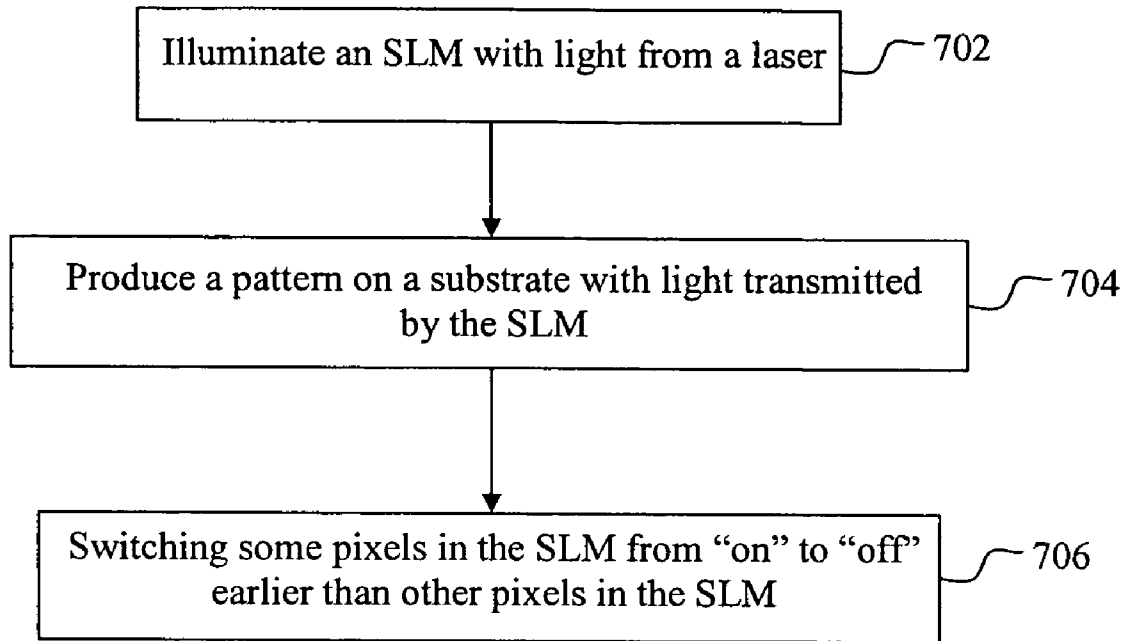 Illuminate an SLM with light from a laser
702
Produce a pattern on a substrate with light transmitted
by the SLM
704
Switching some pixels in the SLM from “on” to “off”
earlier than other pixels in the SLM
706